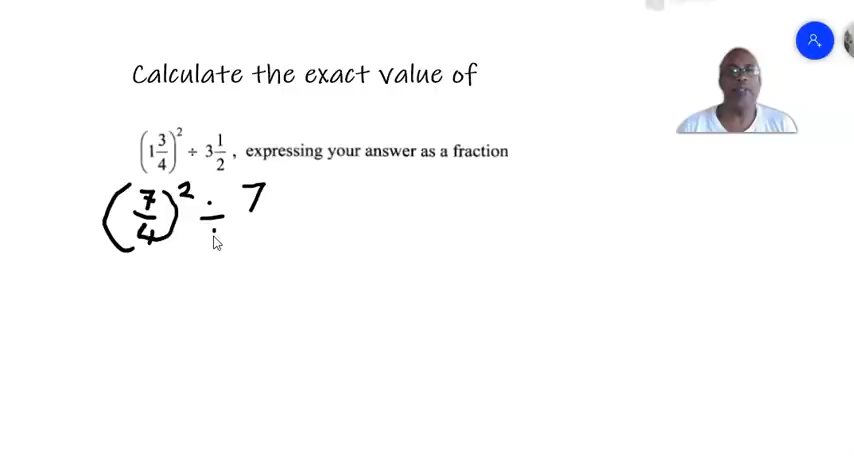 Calculate the exact value of
(1 3/4)² ÷ 3 1/2 , expressing your answer as a fraction
(7/4)² ÷ 7